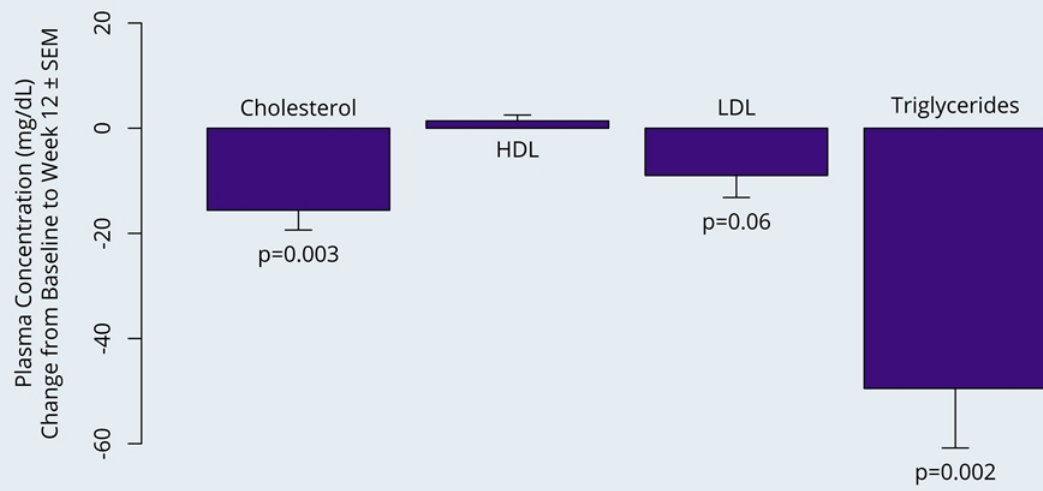 Plasma Concentration (mg/dL)
Change from Baseline to Week 12 ± SEM
20
0
-20
-40
-60
Cholesterol
p=0.003
HDL
LDL
p=0.06
Triglycerides
p=0.002